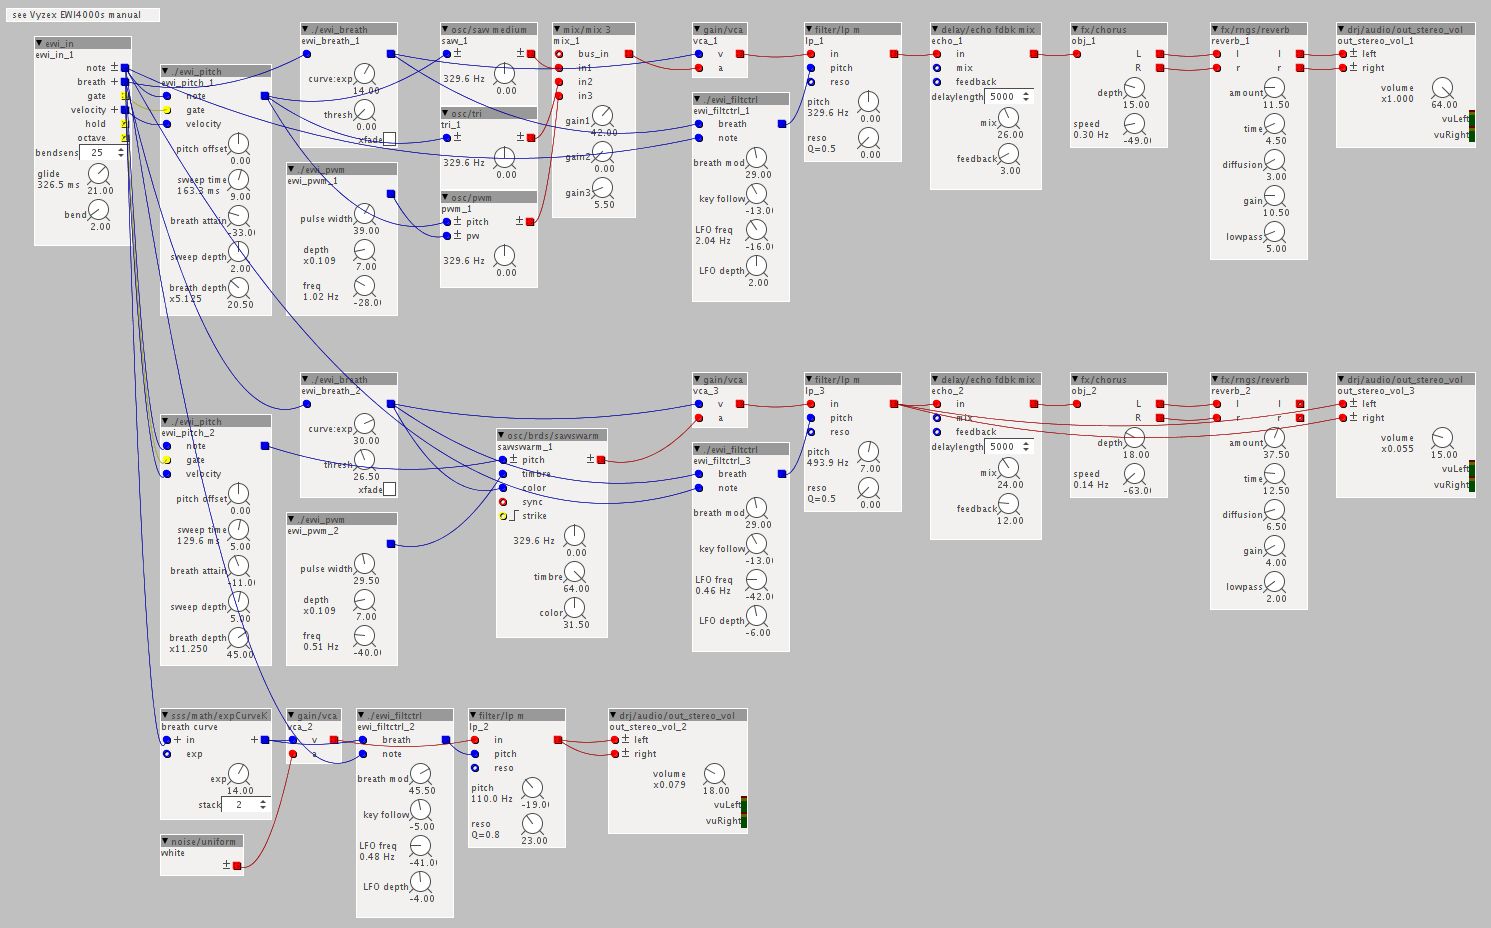 see Vyzex EWI4000s manual
ewi_in
ewi_in_1
note
breath
gate
velocity
hold
octave
bendsens 25
glide
326.5 ms
21.00
bend
2.00
./ewi_pitch
ewi_pitch_1
note
gate
velocity
pitch offset
0.00
sweep time
163.3 ms
9.00
breath attain
-33.0
sweep depth
2.00
breath depth
x5.125
20.50
./ewi_breath
ewi_breath_1
curve:exp
14.00
thresh
0.00
xfade
./ewi_pwm
ewi_pwm_1
pulse width
39.00
depth
x0.109
7.00
freq
1.02 Hz
-28.0
osc/saw medium
saw_1
329.6 Hz
0.00
osc/tri
tri_1
329.6 Hz
0.00
osc/pwm
pwm_1
pitch
pw
329.6 Hz
0.00
mix/mix 3
mix_1
bus_in
in1
in2
in3
gain1
42.00
gain2
0.00
gain3
5.50
gain/vca
vca_1
v
a
./ewi_filtctrl
ewi_filtctrl_1
breath
note
breath mod
29.00
key follow
-13.0
LFO freq
2.04 Hz
-16.0
LFO depth
2.00
filter/lp m
lp_1
in
pitch
reso
pitch
329.6 Hz
0.00
reso
Q=0.5
0.00
delay/echo fdbk mix
echo_1
in
mix
feedback
delaylength 5000
mix
26.00
feedback
3.00
fx/chorus
obj_1
L
R
depth
15.00
speed
0.30 Hz
-49.0
fx/rngs/reverb
reverb_1
l l
r r
amount
11.50
time
4.50
diffusion
3.00
gain
10.50
lowpass
5.00
drj/audio/out_stereo_vol
out_stereo_vol_1
left
right
volume
x1.000
64.00
vuLeft
vuRight
./ewi_pitch
ewi_pitch_2
note
gate
velocity
pitch offset
0.00
sweep time
129.6 ms
5.00
breath attain
-11.0
sweep depth
5.00
breath depth
x11.250
45.00
./ewi_breath
ewi_breath_2
curve:exp
30.00
thresh
26.50
xfade
./ewi_pwm
ewi_pwm_2
pulse width
29.50
depth
x0.109
7.00
freq
0.51 Hz
-40.0
osc/brds/sawswarm
sawswarm_1
pitch
timbre
color
sync
strike
329.6 Hz
0.00
timbre
64.00
color
31.50
gain/vca
vca_3
v
a
./ewi_filtctrl
ewi_filtctrl_3
breath
note
breath mod
29.00
key follow
-13.0
LFO freq
0.46 Hz
-42.0
LFO depth
-6.00
filter/lp m
lp_3
in
pitch
reso
pitch
493.9 Hz
7.00
reso
Q=0.5
0.00
delay/echo fdbk mix
echo_2
in
mix
feedback
delaylength 5000
mix
24.00
feedback
12.00
fx/chorus
obj_2
L
R
depth
18.00
speed
0.14 Hz
-63.0
fx/rngs/reverb
reverb_2
l l
r r
amount
37.50
time
12.50
diffusion
6.50
gain
4.00
lowpass
2.00
drj/audio/out_stereo_vol
out_stereo_vol_3
left
right
volume
x0.055
15.00
vuLeft
vuRight
sss/math/expCurveK
breath curve
in
exp
exp
14.00
stack 2
noise/uniform
white
gain/vca
vca_2
v
a
./ewi_filtctrl
ewi_filtctrl_2
breath
note
breath mod
45.50
key follow
-5.00
LFO freq
0.48 Hz
-41.0
LFO depth
-4.00
filter/lp m
lp_2
in
pitch
reso
pitch
110.0 Hz
-19.0
reso
Q=0.8
23.00
drj/audio/out_stereo_vol
out_stereo_vol_2
left
right
volume
x0.079
18.00
vuLeft
vuRight